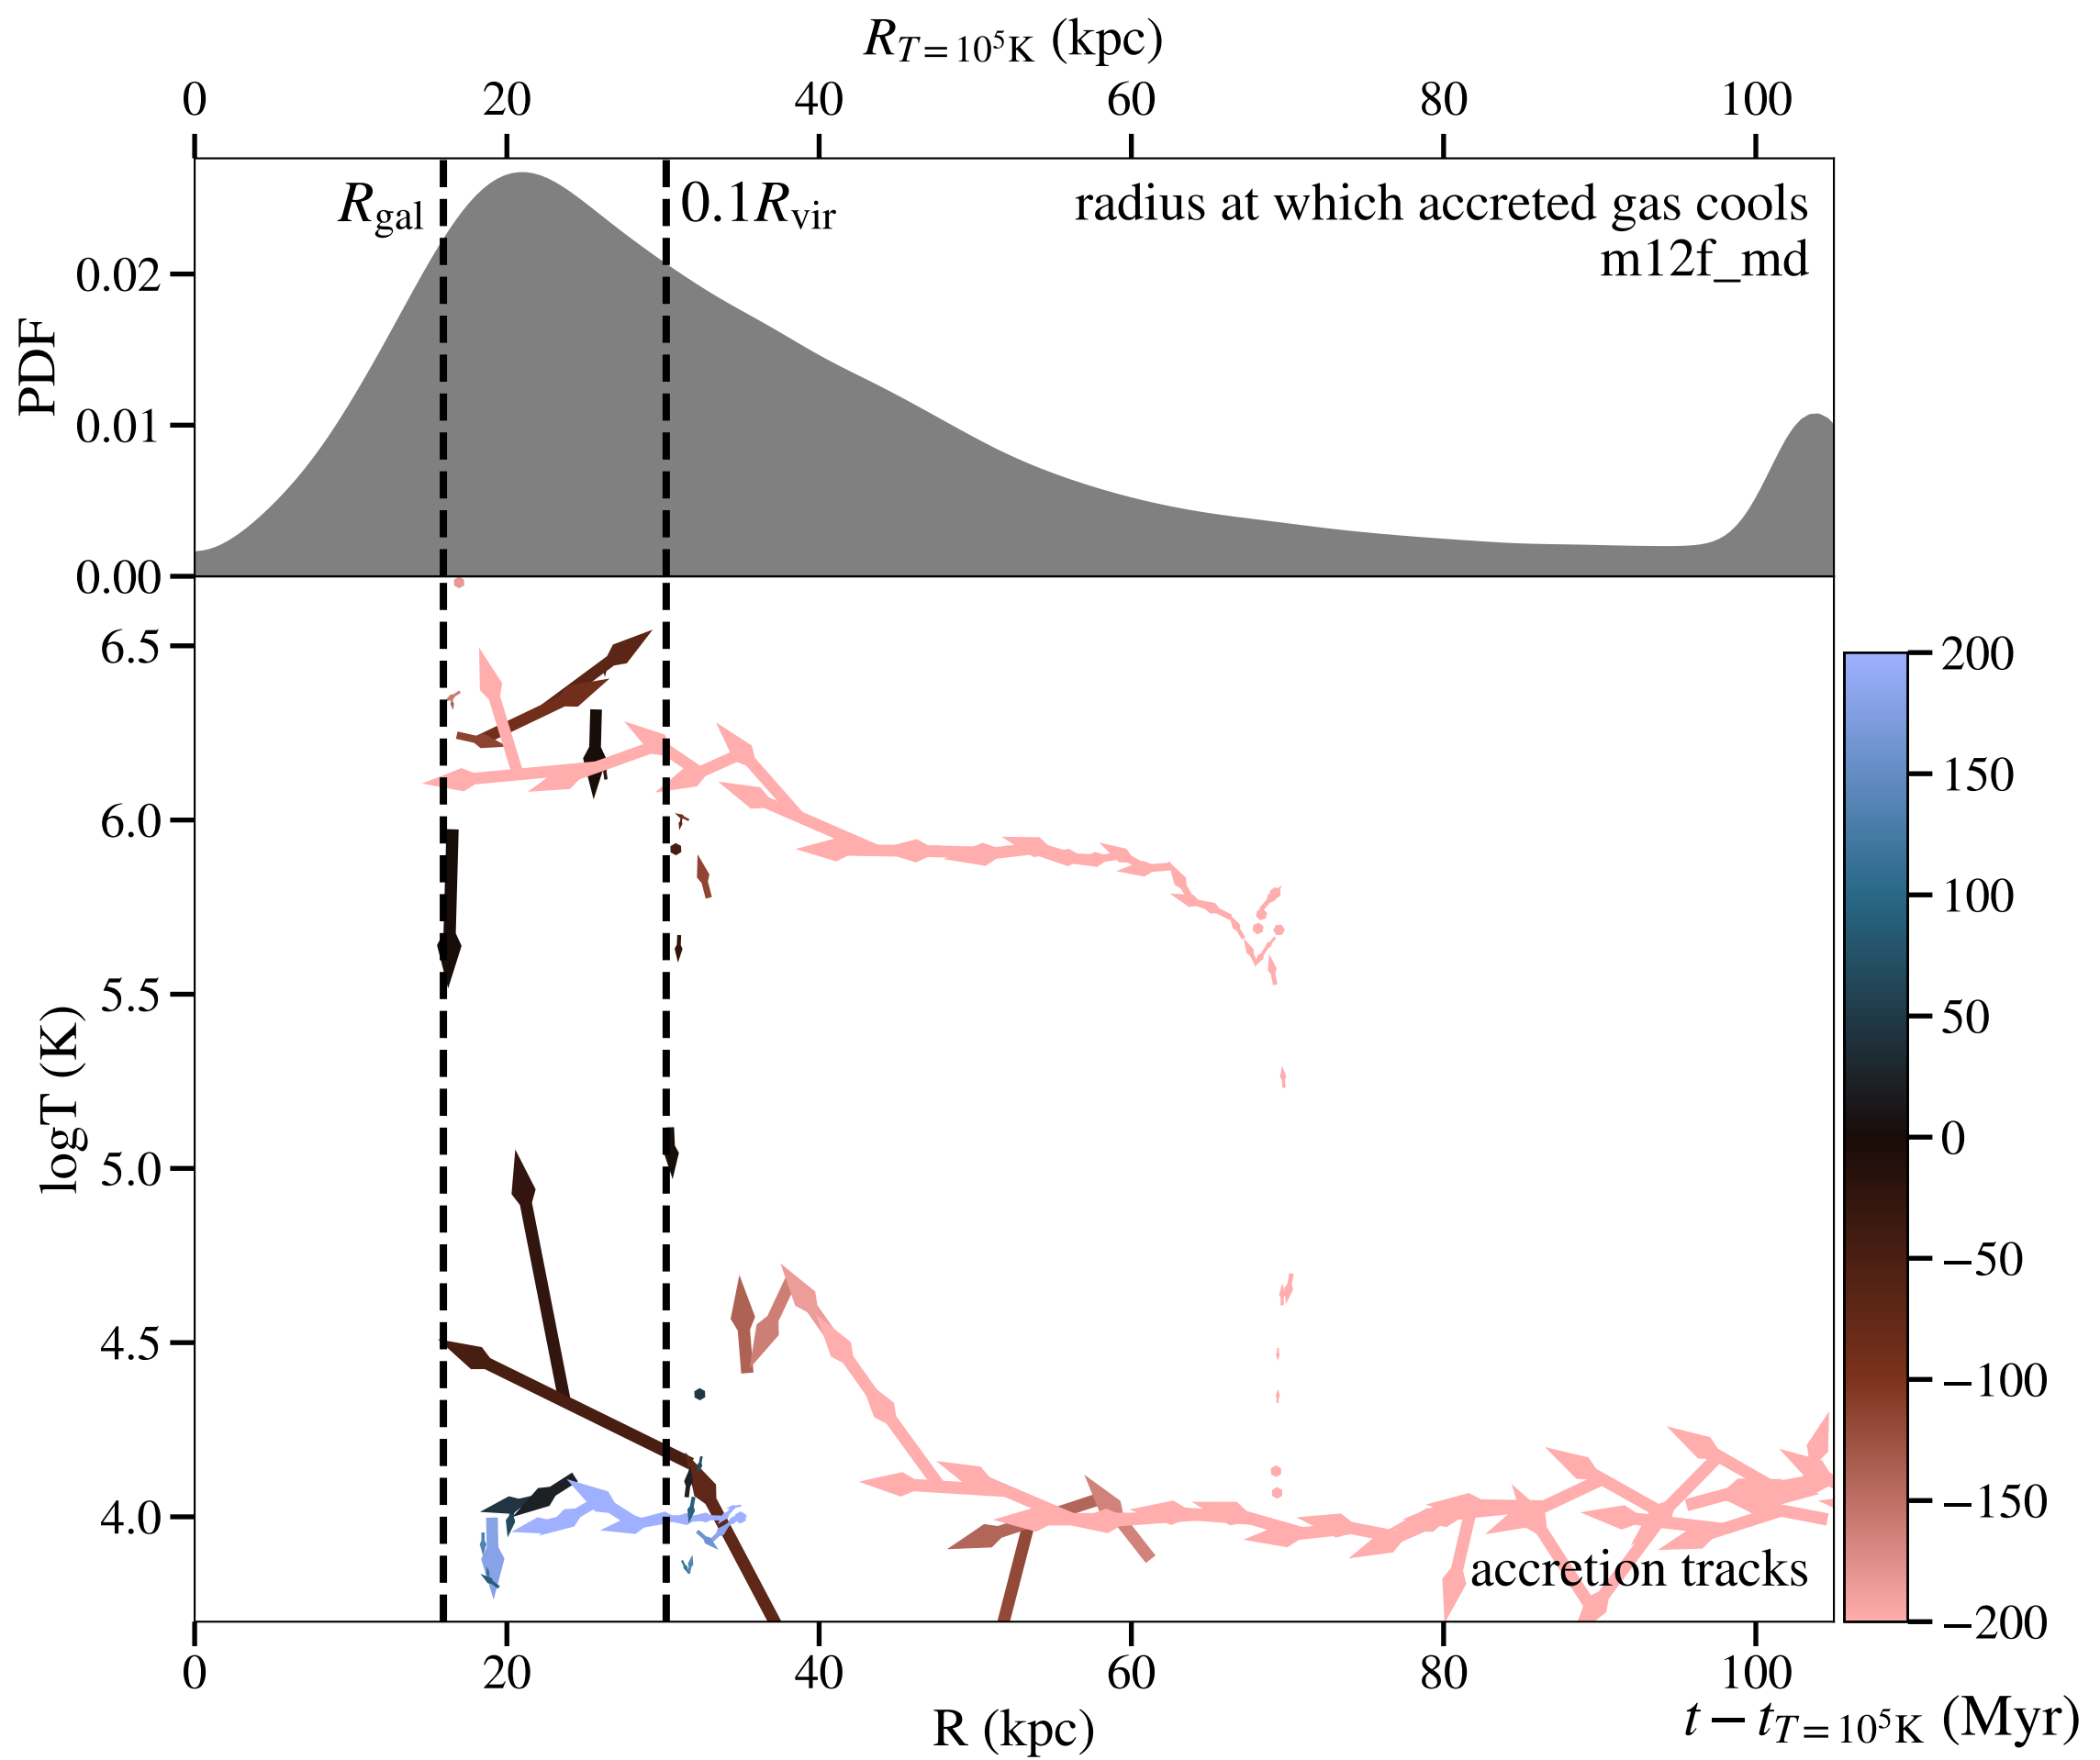 R_{T=10^5K} (kpc)
0 20 40 60 80 100
R_gal 0.1R_vir radius at which accreted gas cools
m12f_md
PDF
0.02
0.01
0.00
logT (K)
6.5
6.0
5.5
5.0
4.5
4.0
accretion tracks
200
150
100
50
0
−50
−100
−150
−200
0 20 40 60 80 100
R (kpc)
t − t_{T=10^5K} (Myr)